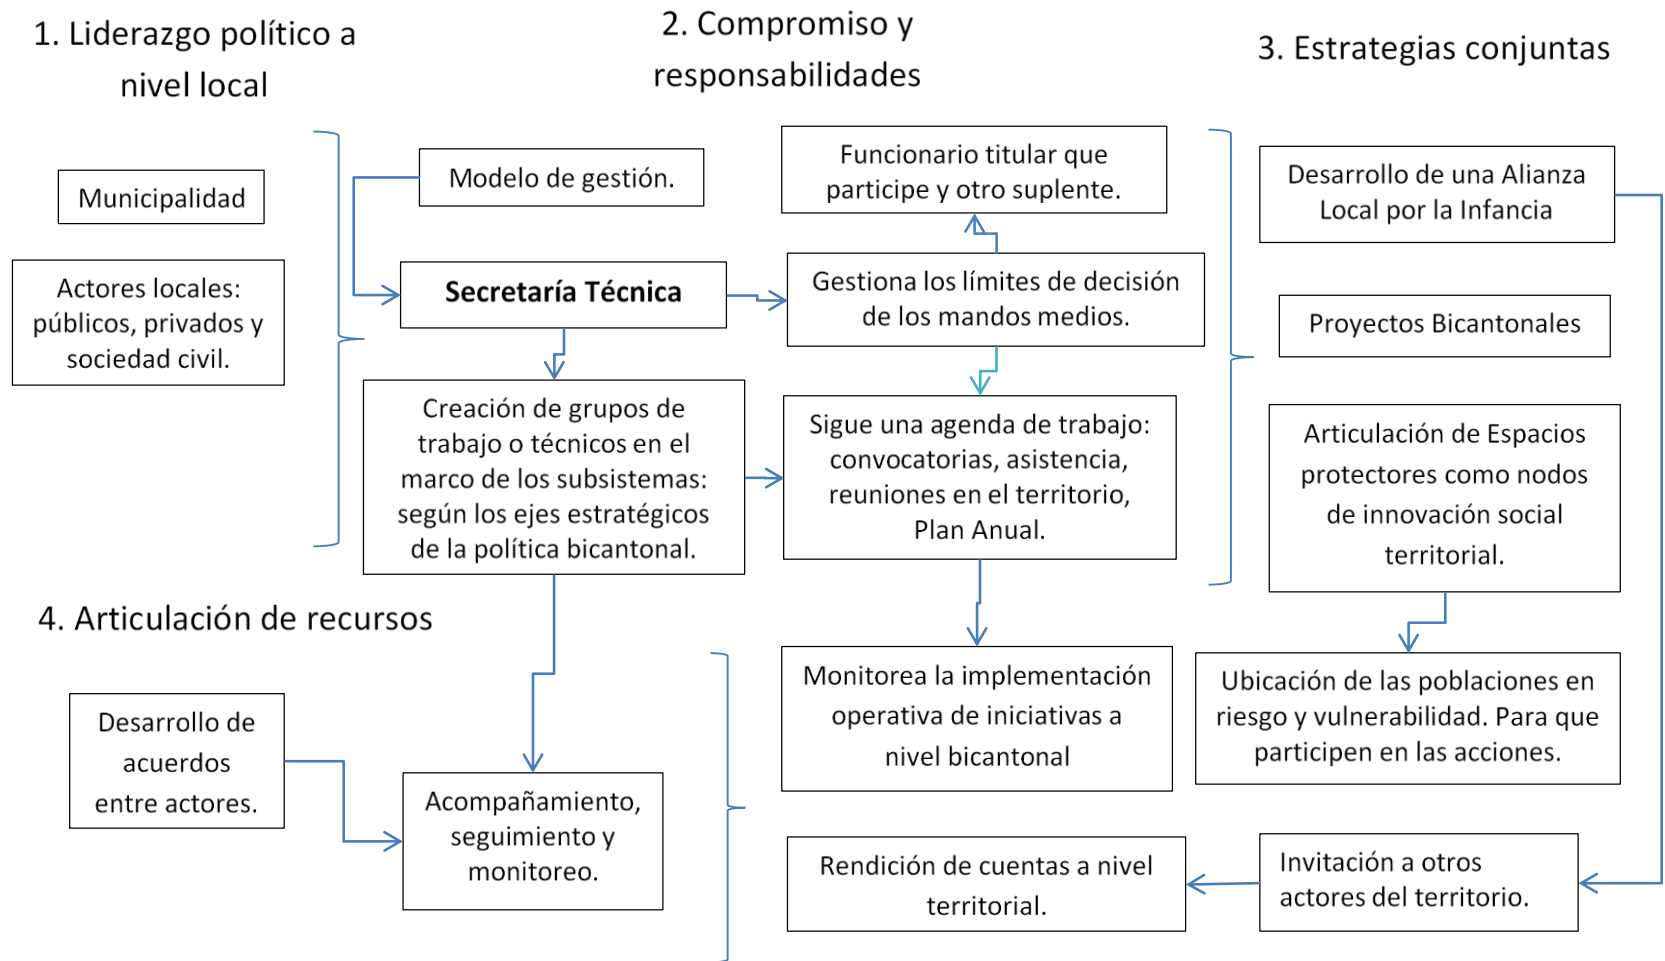 1. Liderazgo político a
nivel local
2. Compromiso y
responsabilidades
3. Estrategias conjuntas
Municipalidad
Actores locales:
públicos, privados y
sociedad civil.
Modelo de gestión.
Secretaría Técnica
Creación de grupos de
trabajo o técnicos en el
marco de los subsistemas:
según los ejes estratégicos
de la política bicantonal.
Funcionario titular que
participe y otro suplente.
Gestiona los límites de decisión
de los mandos medios.
Sigue una agenda de trabajo:
convocatorias, asistencia,
reuniones en el territorio,
Plan Anual.
Monitorea la implementación
operativa de iniciativas a
nivel bicantonal
Desarrollo de una Alianza
Local por la Infancia
Proyectos Bicantonales
Articulación de Espacios
protectores como nodos
de innovación social
territorial.
Ubicación de las poblaciones en
riesgo y vulnerabilidad. Para que
participen en las acciones.
4. Articulación de recursos
Desarrollo de
acuerdos
entre actores.
Acompañamiento,
seguimiento y
monitoreo.
Rendición de cuentas a nivel
territorial.
Invitación a otros
actores del territorio.